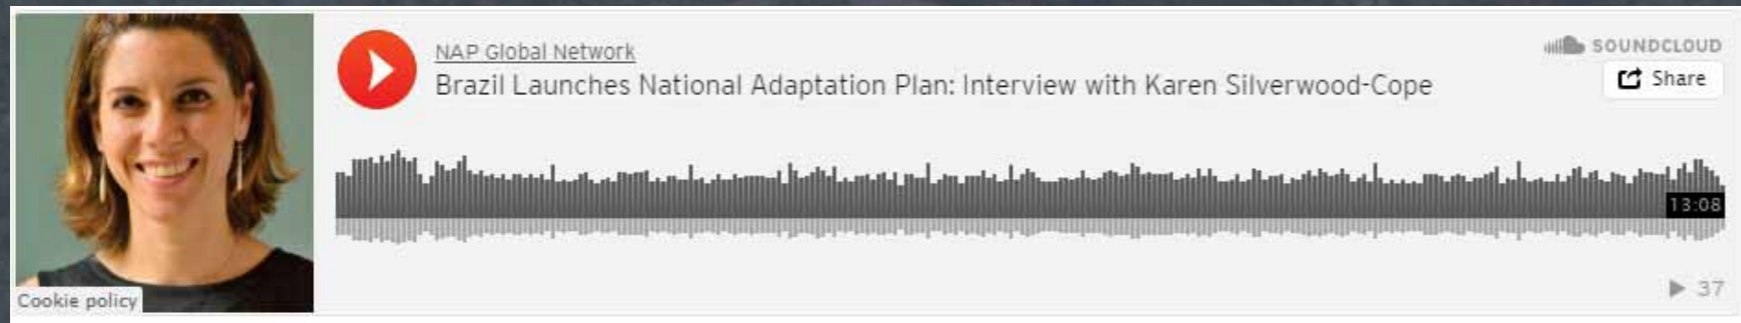 NAP Global Network
SOUNDCLOUD
Brazil Launches National Adaptation Plan: Interview with Karen Silverwood-Cope
Share
13:08
Cookie policy
37